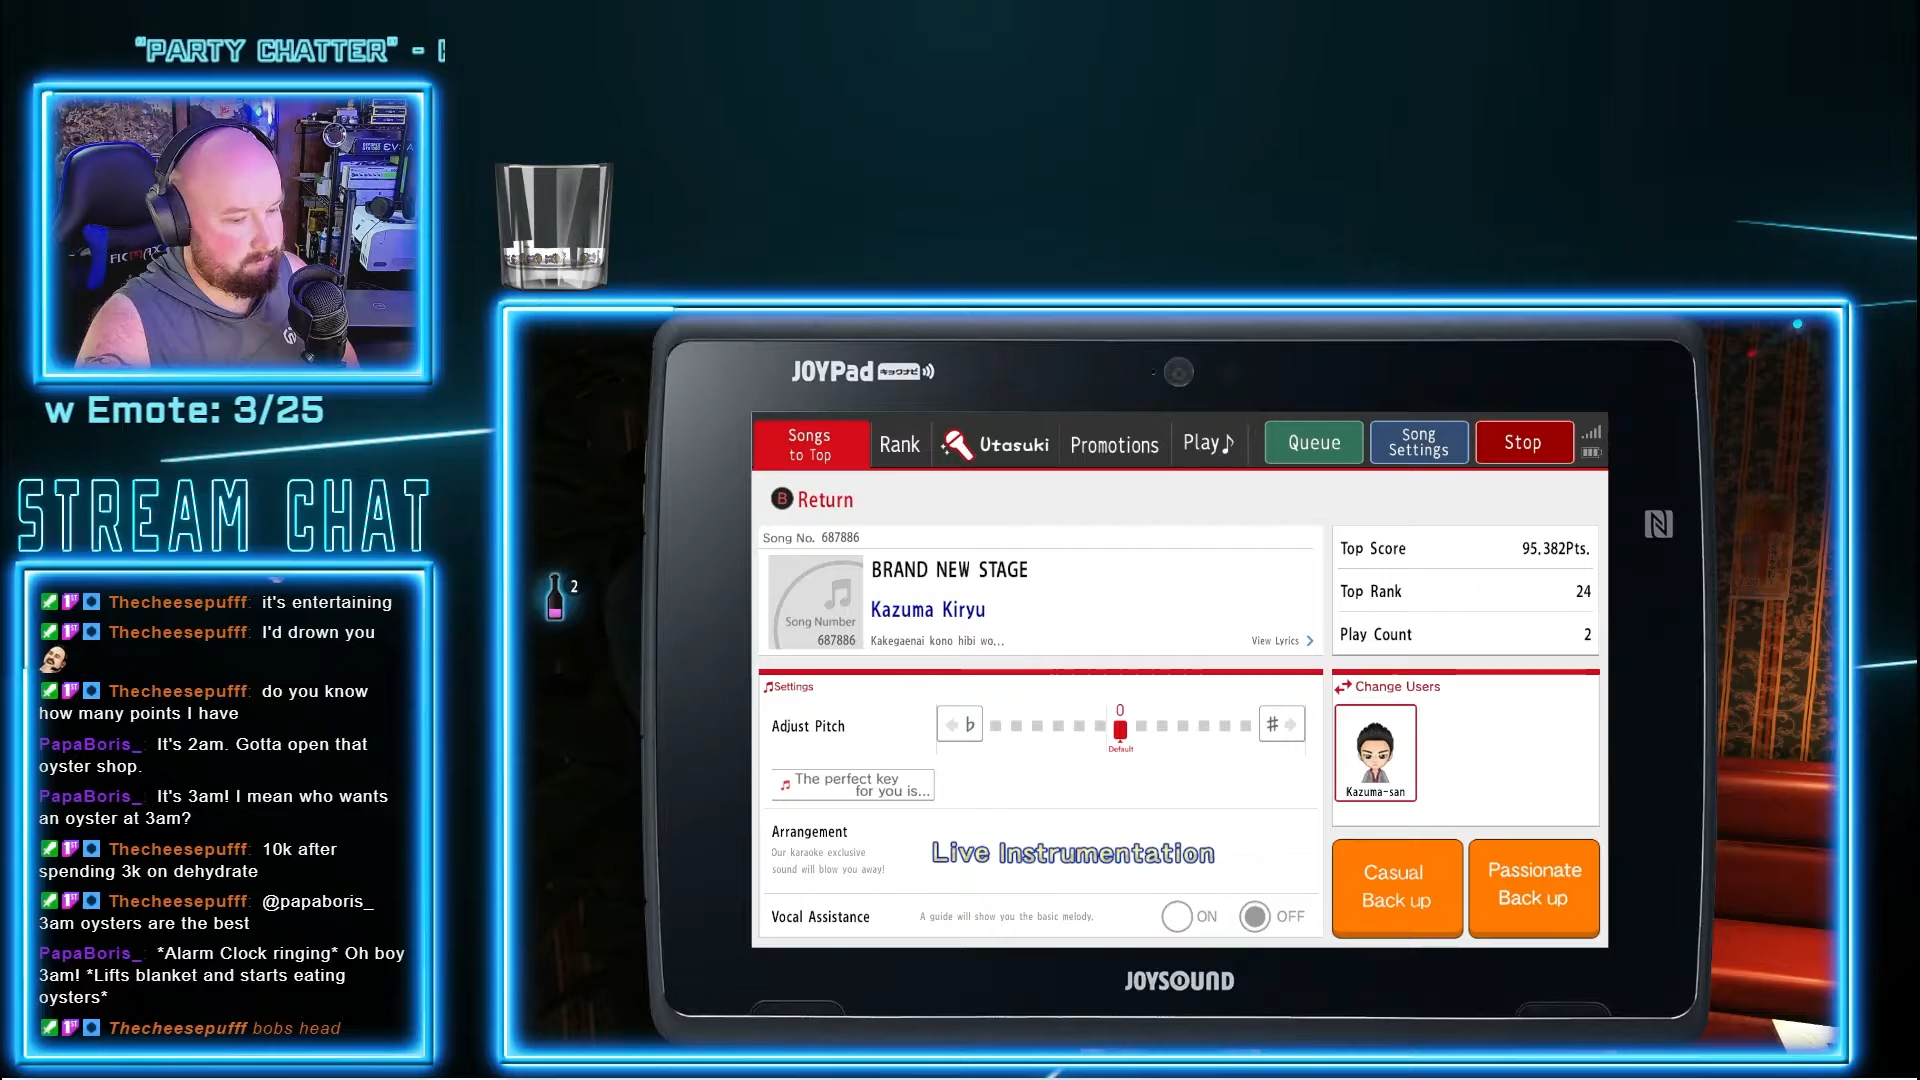 "PARTY CHATTER" -
w Emote: 3/25
STREAM CHAT
Thecheesepufff: it's entertaining
Thecheesepufff: I'd drown you
Thecheesepufff: do you know
how many points I have
PapaBoris_: It's 2am. Gotta open that
oyster shop.
PapaBoris_: It's 3am! I mean who wants
an oyster at 3am?
Thecheesepufff: 10k after
spending 3k on dehydrate
Thecheesepufff: @papaboris_
3am oysters are the best
PapaBoris_: *Alarm Clock ringing* Oh boy
3am! *Lifts blanket and starts eating
oysters*
Thecheesepufff bobs head
2
JOYPad キョクナビ
Songs
to Top
Rank
Utasuki
Promotions
Play♪
Queue
Song
Settings
Stop
B Return
Song No. 687886
BRAND NEW STAGE
Kazuma Kiryu
Song Number
687886
Kakegaenai kono hibi wo...
View Lyrics
Top Score 95.382Pts.
Top Rank 24
Play Count 2
♫Settings
Adjust Pitch
♭
0
Default
♯
♬ The perfect key
for you is...
Arrangement
Our karaoke exclusive
sound will blow you away!
Live Instrumentation
Vocal Assistance
A guide will show you the basic melody.
ON
OFF
Change Users
Kazuma-san
Casual
Back up
Passionate
Back up
JOYSOUND
N
EVGA